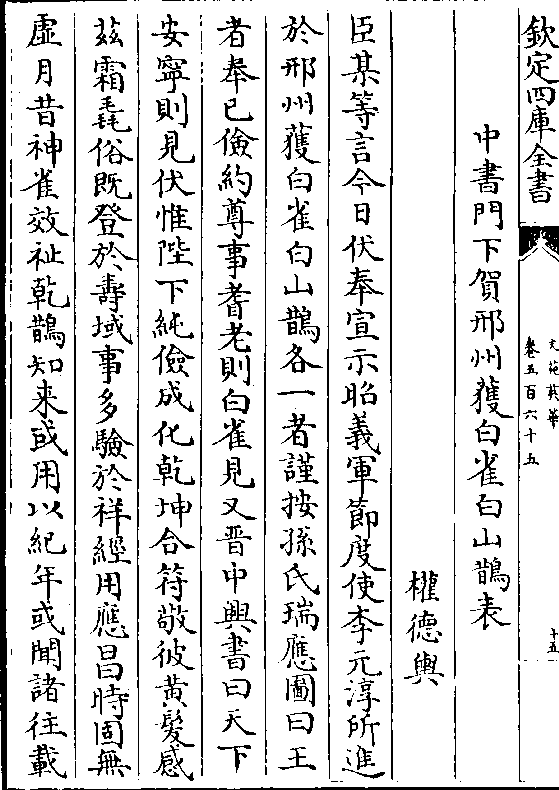 欽定四庫全書
文苑英華
卷五百六十五
十五
中書門下賀邢州獲白雀白山鵲表
權德輿
臣某等言今日伏奉宣示昭義軍節度使李元淳所進
於邢州獲白雀白山鵲各一者謹按孫氏瑞應圖曰王
者奉已儉約尊事耆老則白雀見又晉中興書曰天下
安寧則見伏惟陛下純儉成化乾坤合符敬彼黃髮感
茲霜毳俗既登於壽域事多驗於祥經用應昌時固無
虛月昔神雀效祉乾鵲知来或用以紀年或聞諸往載